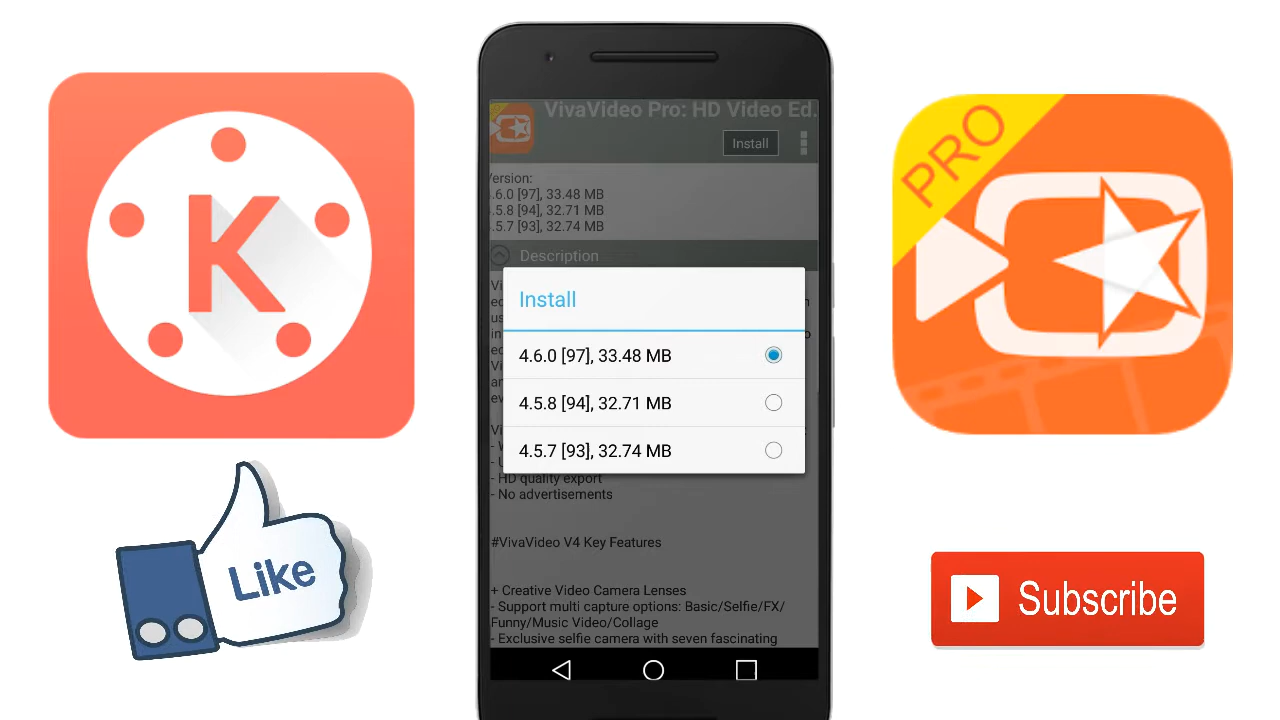 K
PRO
VivaVideo Pro: HD Video Ed.
Install
ersion:
.6.0 [97], 33.48 MB
.5.8 [94], 32.71 MB
.5.7 [93], 32.74 MB
Description
Install
4.6.0 [97], 33.48 MB
4.5.8 [94], 32.71 MB
4.5.7 [93], 32.74 MB
- HD quality export
- No advertisements
#VivaVideo V4 Key Features
+ Creative Video Camera Lenses
- Support multi capture options: Basic/Selfie/FX/
Funny/Music Video/Collage
- Exclusive selfie camera with seven fascinating
Like
Subscribe